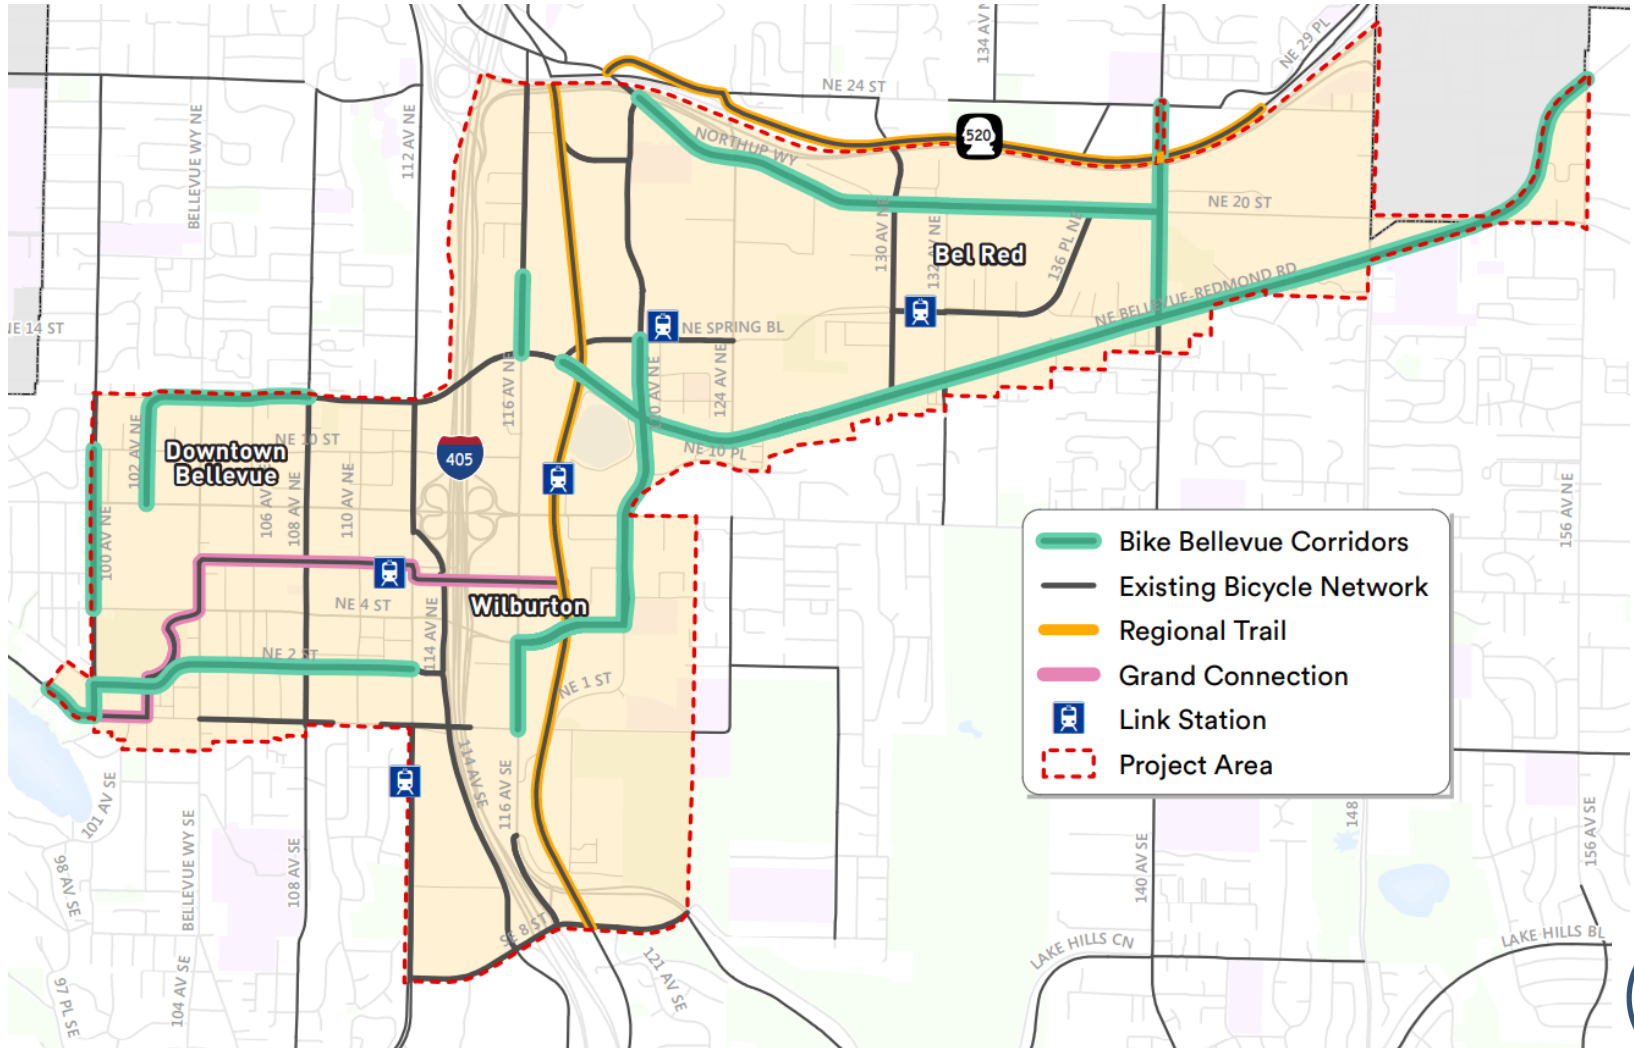 134 AV N
NE 29 PL
NE 24 ST
520
BELLEVUE WY NE
112 AV NE
NORTHUP WY
NE 20 ST
130 AV NE
132 AV NE
136 PL NE
Bel Red
NE BELLEVUE-REDMOND RD
NE 14 ST
NE SPRING BL
116 AV NE
120 AV NE
124 AV NE
102 AV NE
NE 10 ST
Downtown
Bellevue
405
NE 10 PL
106 AV NE
108 AV NE
110 AV NE
100 AV NE
156 AV NE
NE 4 ST
Wilburton
114 AV NE
NE 2 ST
NE 1 ST
Bike Bellevue Corridors
Existing Bicycle Network
Regional Trail
Grand Connection
Link Station
Project Area
101 AV SE
114 AV SE
116 AV SE
148
156 AV SE
98 AV SE
BELLEVUE WY SE
108 AV SE
140 AV SE
SE 8 ST
LAKE HILLS CN
LAKE HILLS BL
97 PL SE
104 AV SE
121 AV SE